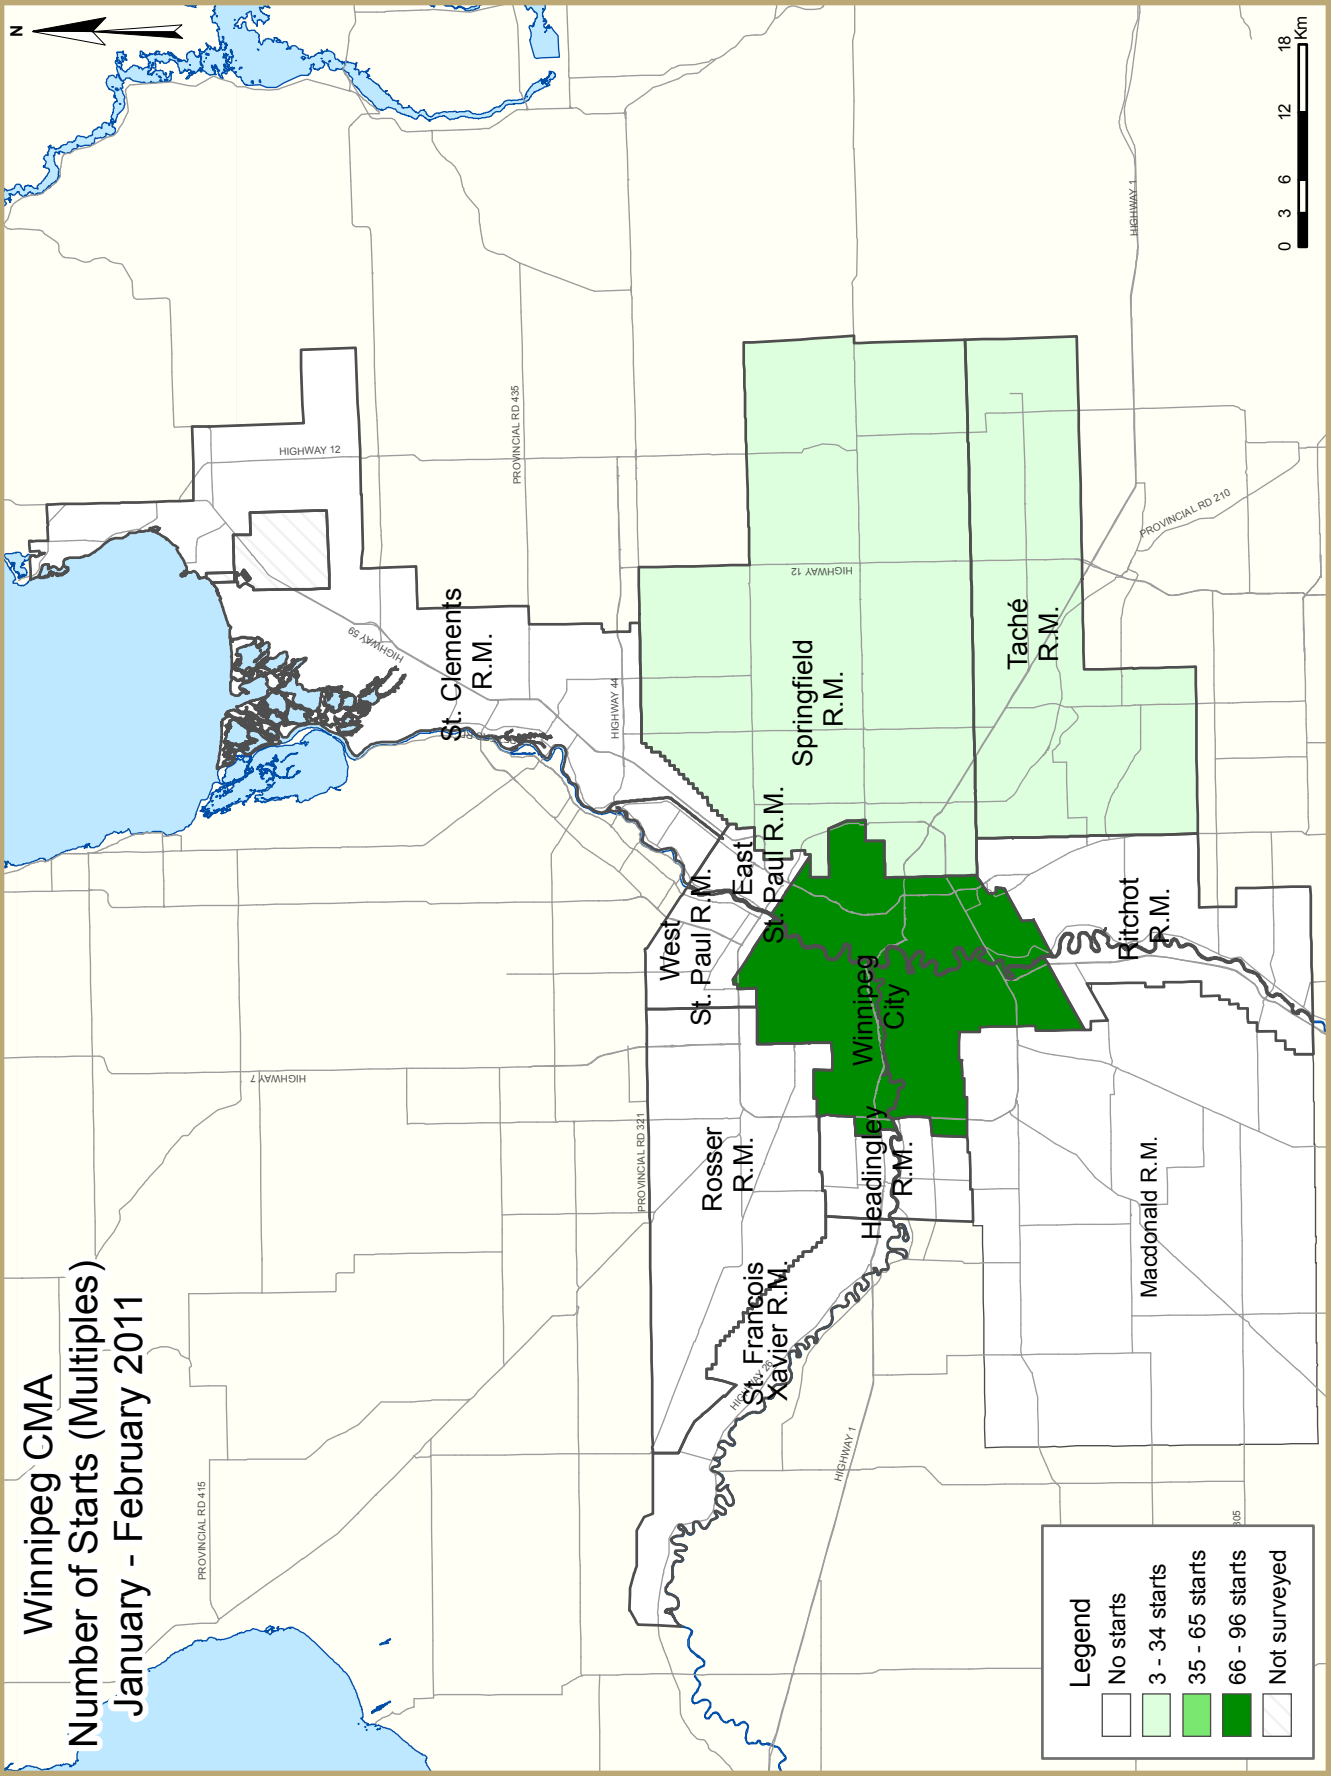 Winnipeg CMA
Number of Starts (Multiples)
January - February 2011
N
PROVINCIAL RD 415
HIGHWAY 7
PROVINCIAL RD 321
HIGHWAY 59
HIGHWAY 12
PROVINCIAL RD 435
HIGHWAY 44
St. Clements
R.M.
West
St. Paul R.M.
East
St. Paul R.M.
Rosser
R.M.
St. Francois
Xavier R.M.
HIGHWAY 26
Springfield
R.M.
HIGHWAY 12
Winnipeg
City
Headingley
R.M.
HIGHWAY 1
Taché
R.M.
HIGHWAY 1
PROVINCIAL RD 210
Ritchot
R.M.
Macdonald R.M.
305
Legend
No starts
3 - 34 starts
35 - 65 starts
66 - 96 starts
Not surveyed
0 3 6 12 18
Km